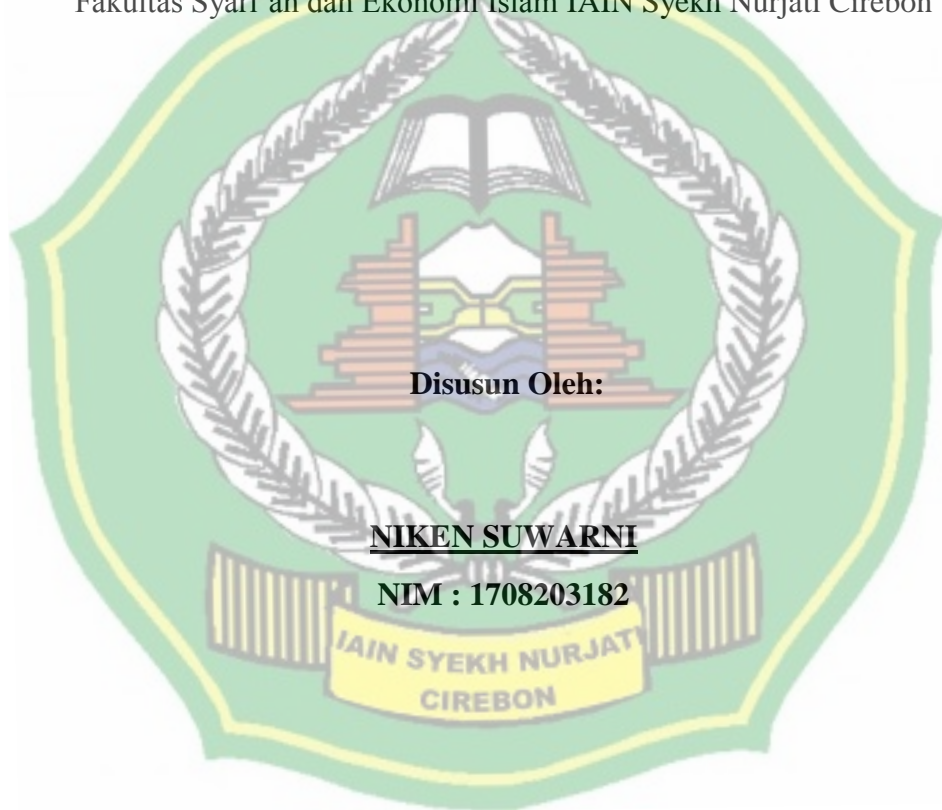 Fakultas Syari'ah dan Ekonomi Islam IAIN Syekh Nurjati Cirebon
Disusun Oleh:
NIKEN SUWARNI
NIM : 1708203182
IAIN SYEKH NURJATI
CIREBON